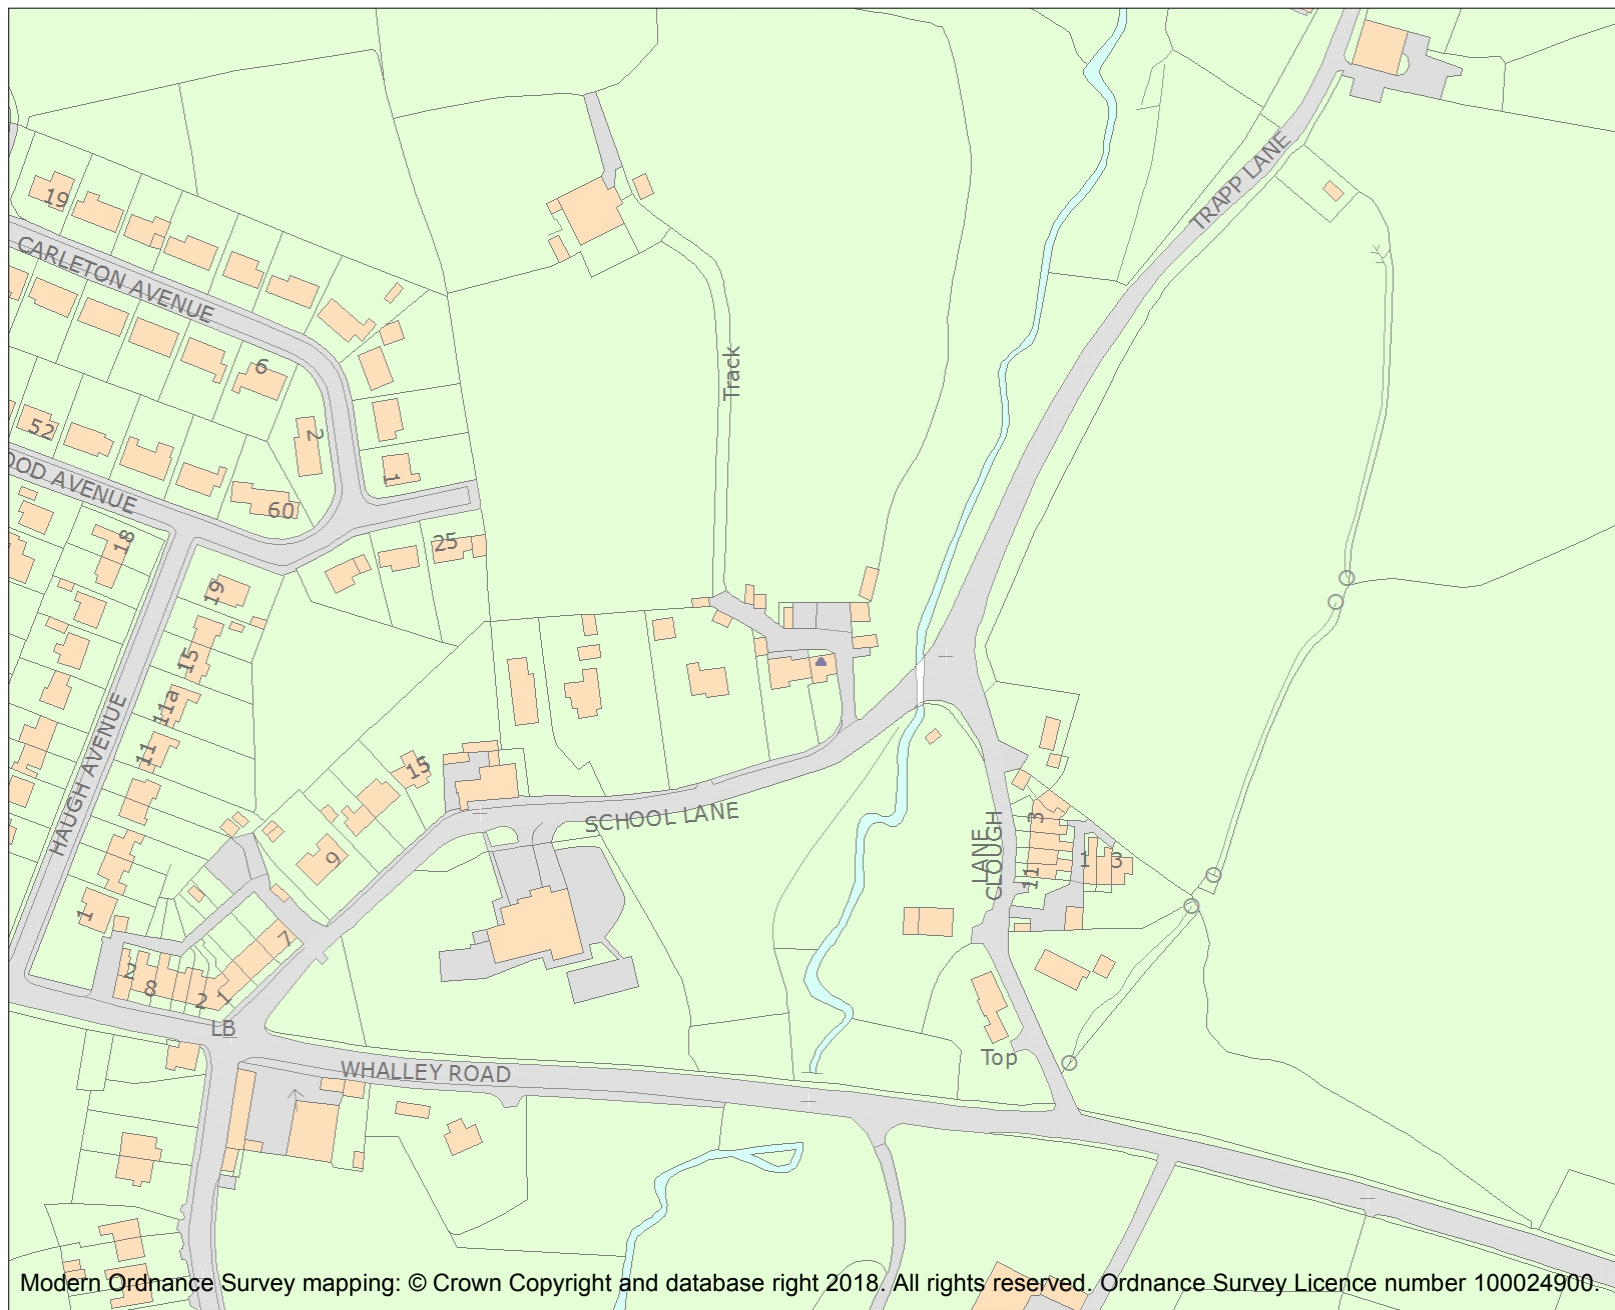 TRAPP LANE
19
CARLETON AVENUE
6
Track
52
2
1
OOD AVENUE
60
18
25
19
15
11a
11
HAUGH AVENUE
15
SCHOOL LANE
9
CLOUGH
LANE
3
1
3
11
1
7
2
8
2
1
LB
WHALLEY ROAD
Top
Modern Ordnance Survey mapping: © Crown Copyright and database right 2018. All rights reserved. Ordnance Survey Licence number 100024900.